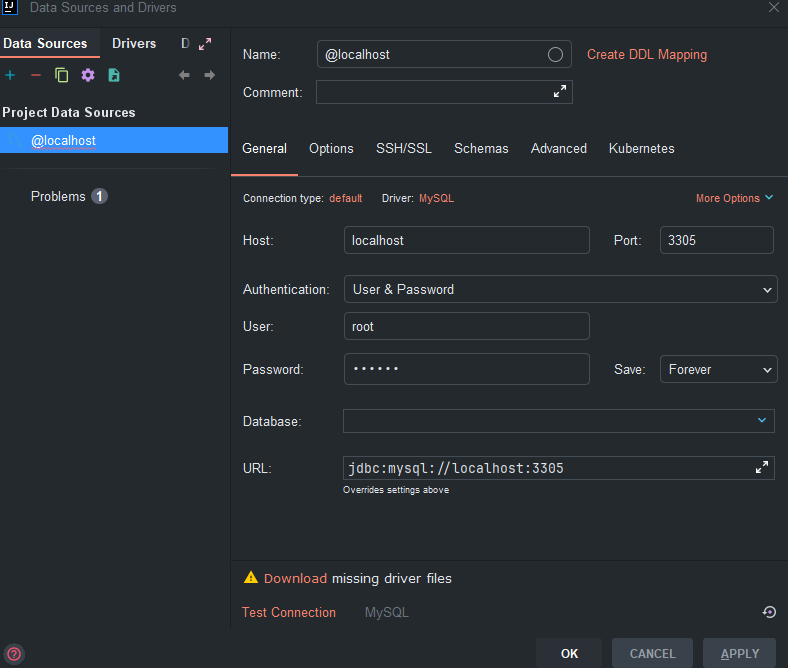 IJ
Data Sources and Drivers
Data Sources Drivers D
Project Data Sources
@localhost
Problems 1
Name: @localhost Create DDL Mapping
Comment:
General Options SSH/SSL Schemas Advanced Kubernetes
Connection type: default Driver: MySQL More Options
Host: localhost Port: 3305
Authentication: User & Password
User: root
Password: •••••• Save: Forever
Database:
URL: jdbc:mysql://localhost:3305
Overrides settings above
Download missing driver files
Test Connection MySQL
? OK CANCEL APPLY